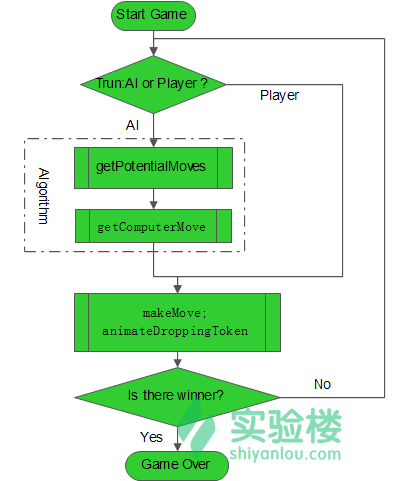 Start Game
Trun:AI or Player ?
Player
AI
Algorithm
getPotentialMoves
getComputerMove
makeMove;
animateDroppingToken
Is there winner?
No
Yes
Game Over
实验楼
shiyanlou.com